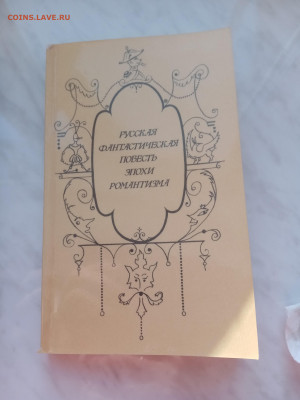 COINS.LAVE.RU
РУССКАЯ
ФАНТАСТИЧЕСКАЯ
ПОВЕСТЬ
ЭПОХИ
РОМАНТИЗМА